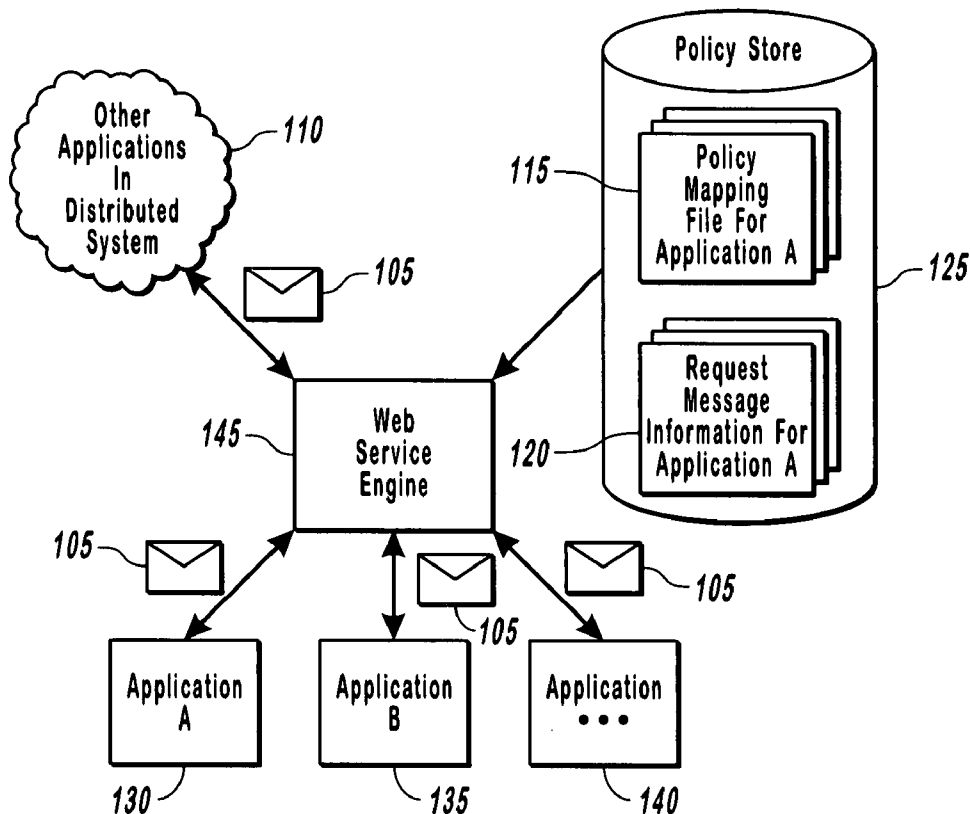 Policy Store
Other
Applications
In
Distributed
System
110
115
Policy
Mapping
File For
Application A
105
125
Request
Message
Information For
Application A
120
145
Web
Service
Engine
105
105
105
Application
A
Application
B
Application
•••
130
135
140